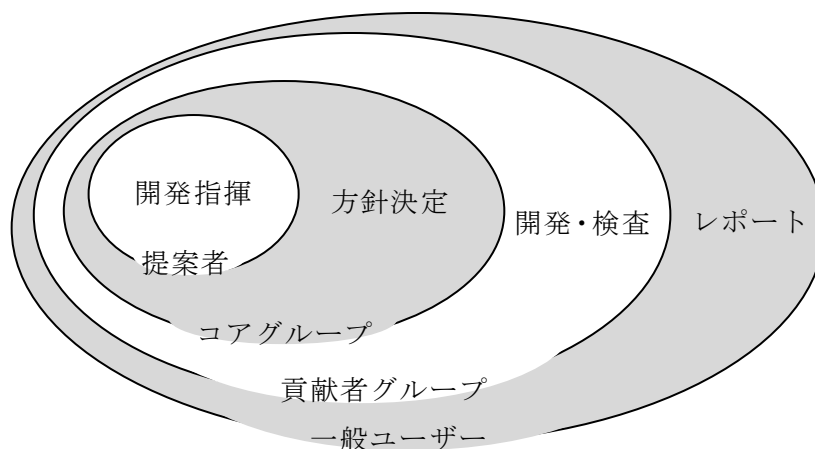 開発指揮
提案者
方針決定
コアグループ
開発・検査
貢献者グループ
レポート
一般ユーザー